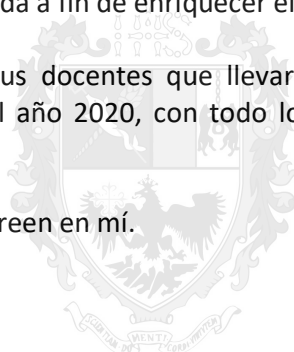 da a fin de enriquecer el
us docentes que llevar
l año 2020, con todo lo
reen en mí.